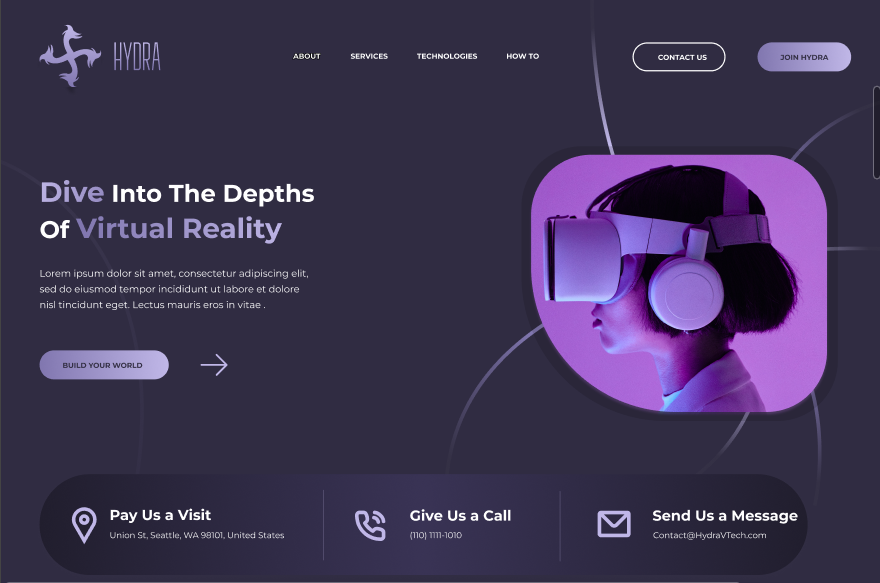 HYDRA
ABOUT
SERVICES
TECHNOLOGIES
HOW TO
CONTACT US
JOIN HYDRA
Dive Into The Depths
Of Virtual Reality
Lorem ipsum dolor sit amet, consectetur adipiscing elit,
sed do eiusmod tempor incididunt ut labore et dolore
nisl tincidunt eget. Lectus mauris eros in vitae .
BUILD YOUR WORLD
Pay Us a Visit
Union St, Seattle, WA 98101, United States
Give Us a Call
(110) 1111-1010
Send Us a Message
Contact@HydraVTech.com